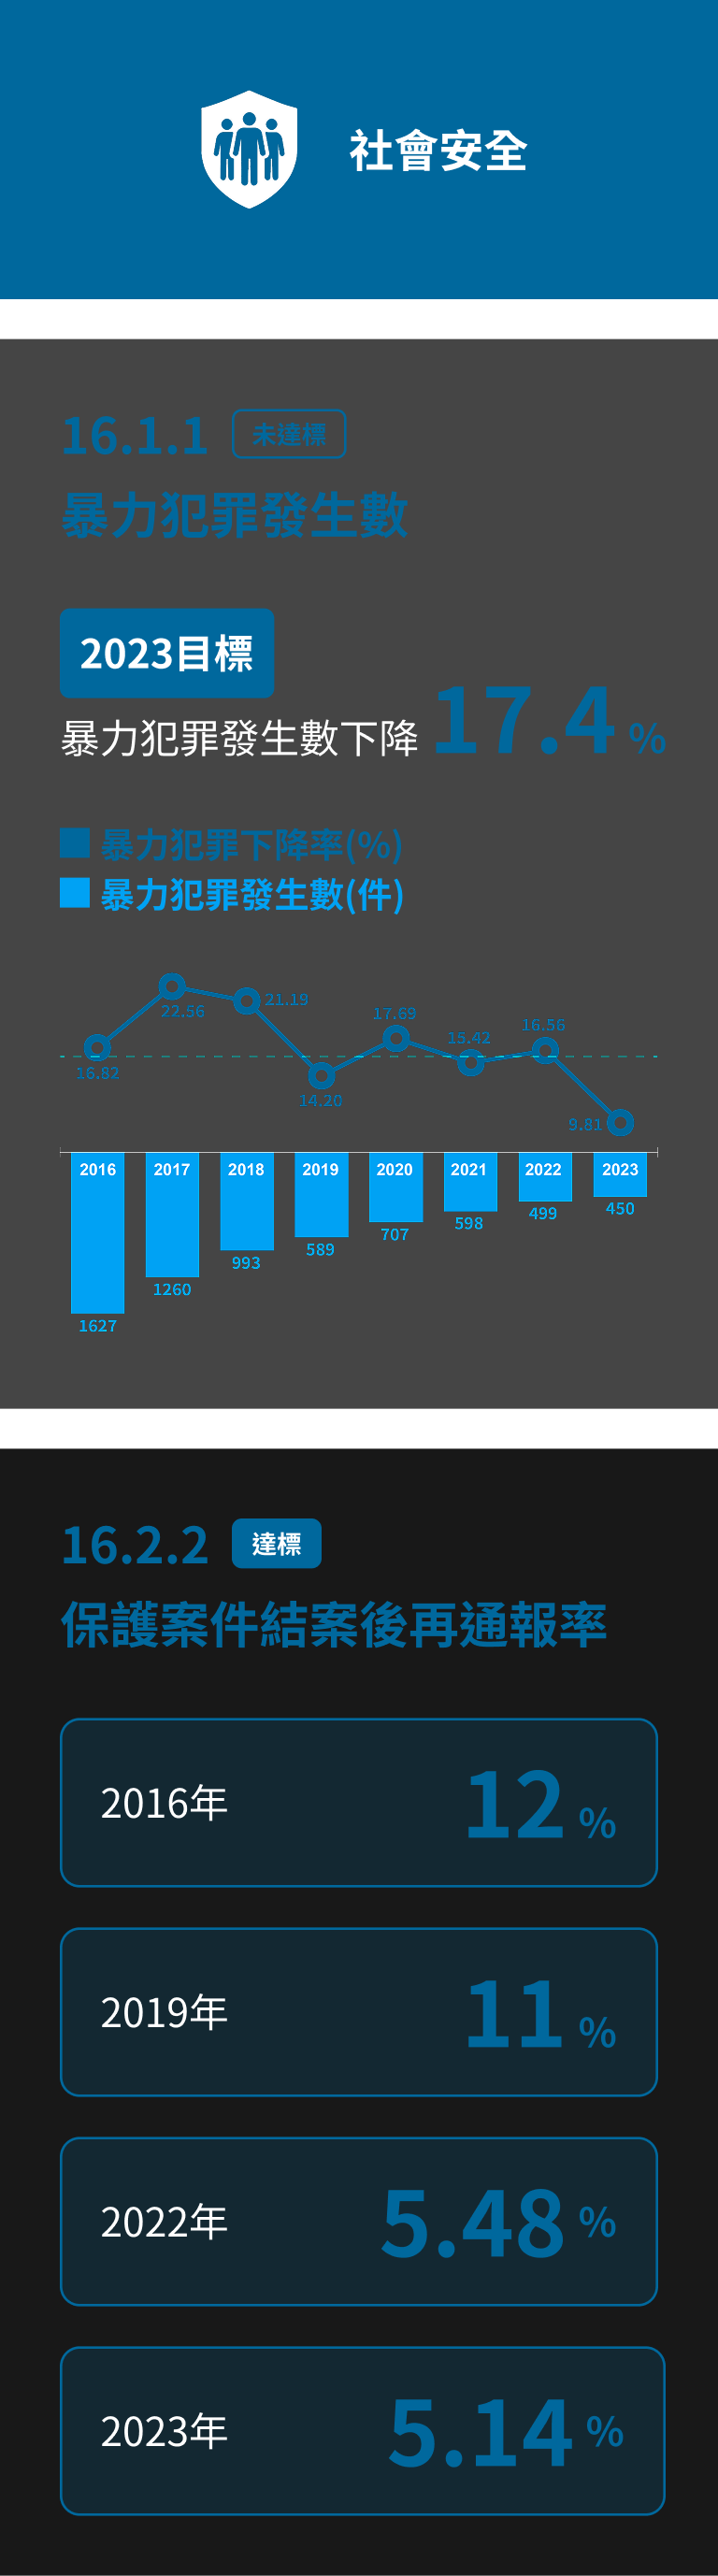 社會安全
16.1.1 未達標
暴力犯罪發生數
2023目標
暴力犯罪發生數下降 17.4 %
暴力犯罪下降率(%)
暴力犯罪發生數(件)
16.82 22.56 21.19 14.20 17.69 15.42 16.56 9.81
2016 2017 2018 2019 2020 2021 2022 2023
1627 1260 993 589 707 598 499 450
16.2.2 達標
保護案件結案後再通報率
2016年 12 %
2019年 11 %
2022年 5.48 %
2023年 5.14 %